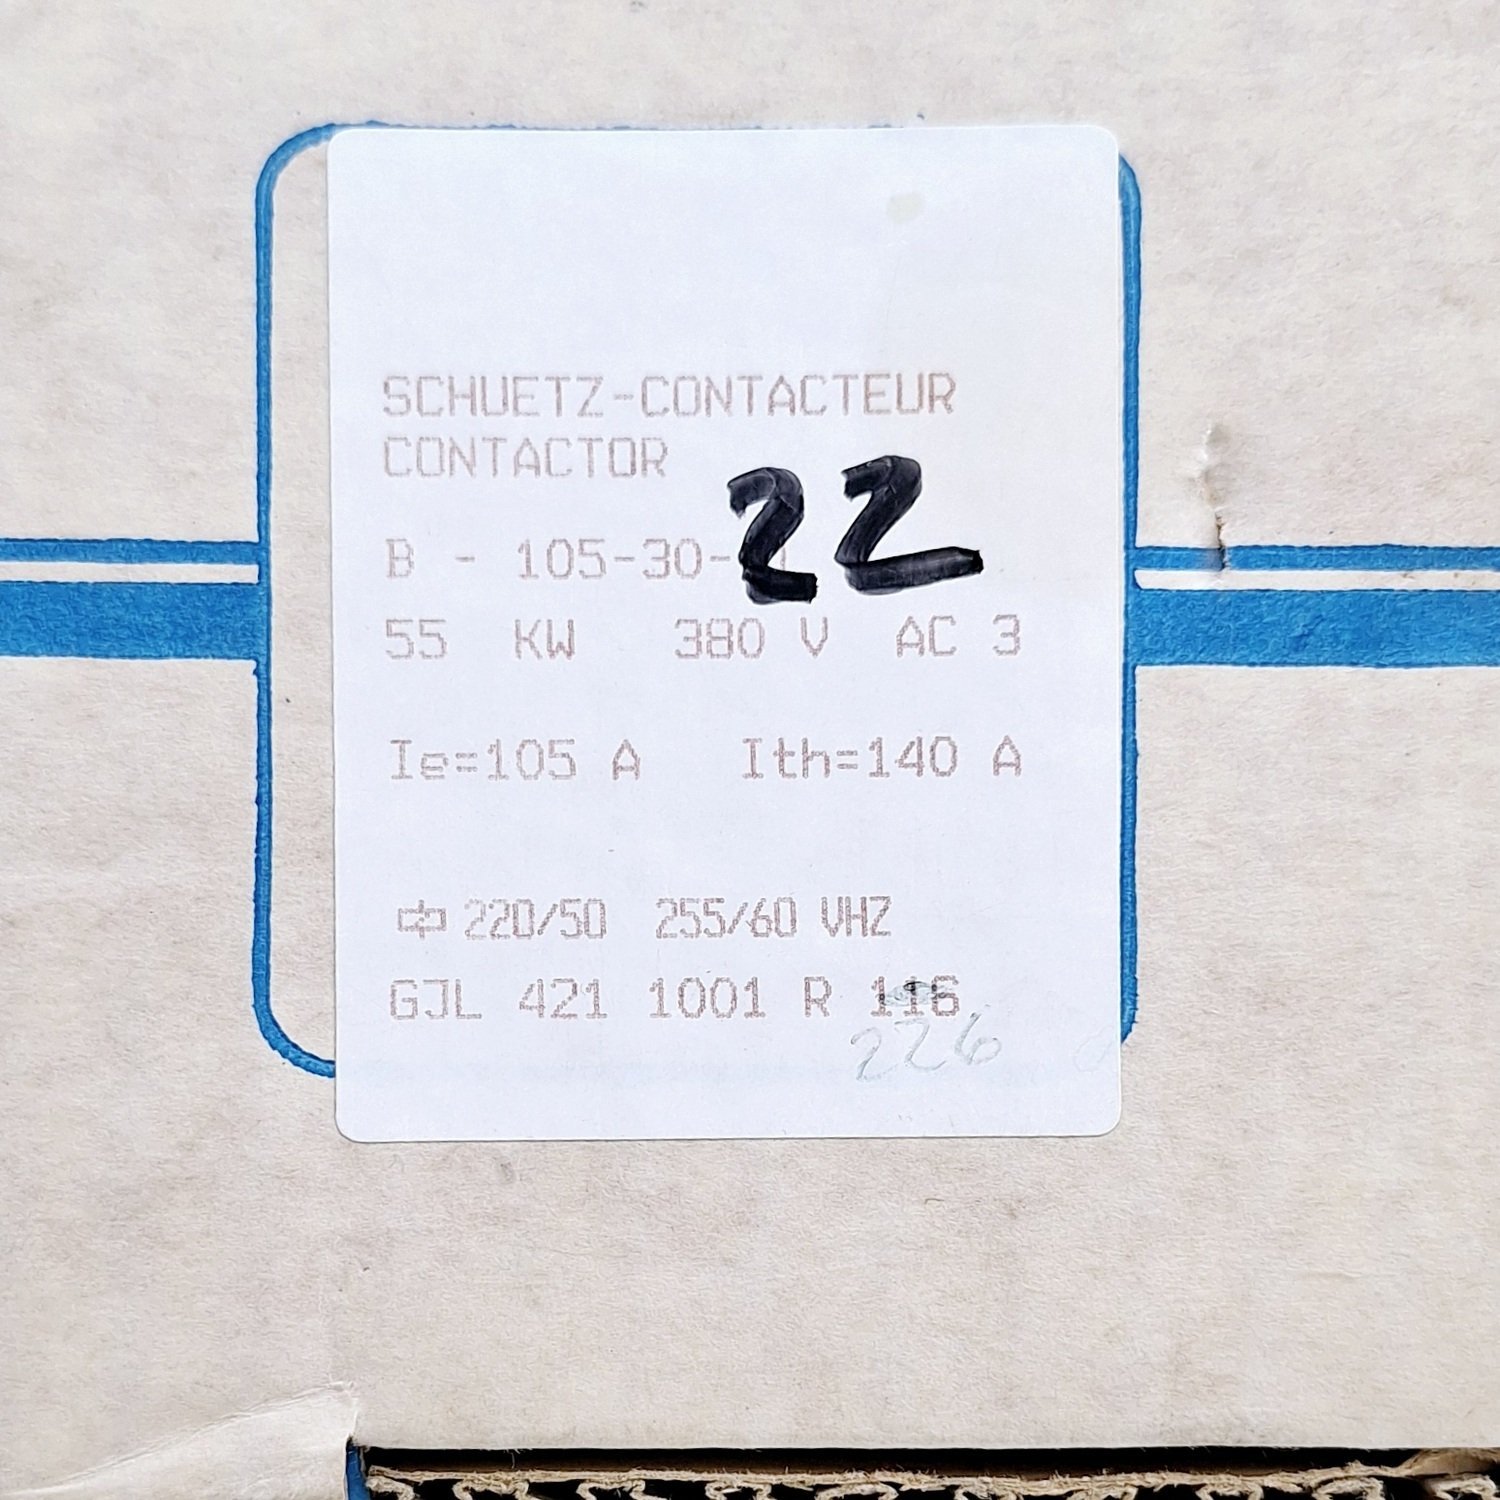 SCHUETZ-CONTACTEUR
CONTACTOR
B - 105-30-22
55 KW 380 V AC 3
Ie=105 A Ith=140 A
220/50 255/60 VHZ
GJL 421 1001 R 116
226